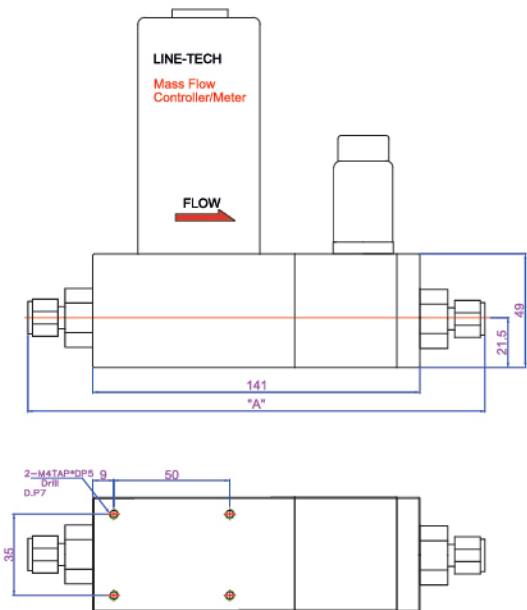 LINE-TECH
Mass Flow
Controller/Meter
FLOW
49
21.5
141
"A"
2-M4TAP*DP5
Drill
D.P7
9
50
35